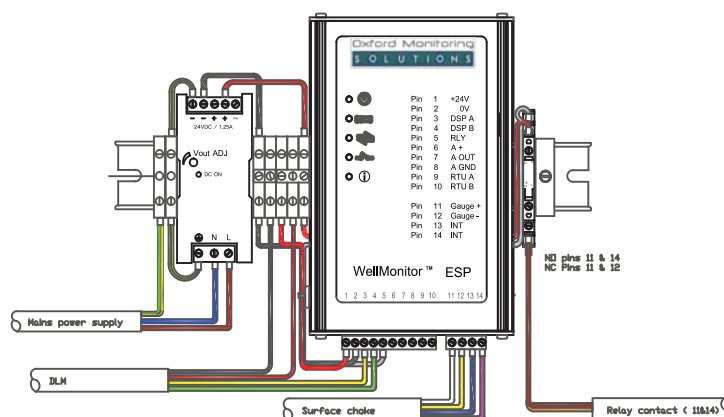 Oxford Monitoring
SOLUTIONS
− − + +
24VDC / 1.25A
Vout ADJ
DC ON
N L
Pin 1 +24V
Pin 2 0V
Pin 3 DSP A
Pin 4 DSP B
Pin 5 RLY
Pin 6 A +
Pin 7 A OUT
Pin 8 A GND
Pin 9 RTU A
Pin 10 RTU B
Pin 11 Gauge +
Pin 12 Gauge -
Pin 13 INT
Pin 14 INT
WellMonitor ™ ESP
1 2 3 4 5 6 7 8 9 10 11 12 13 14
NO pins 11 & 14
NC Pins 11 & 12
Mains power supply
DLM
Surface choke
Relay contact ( 11&14)